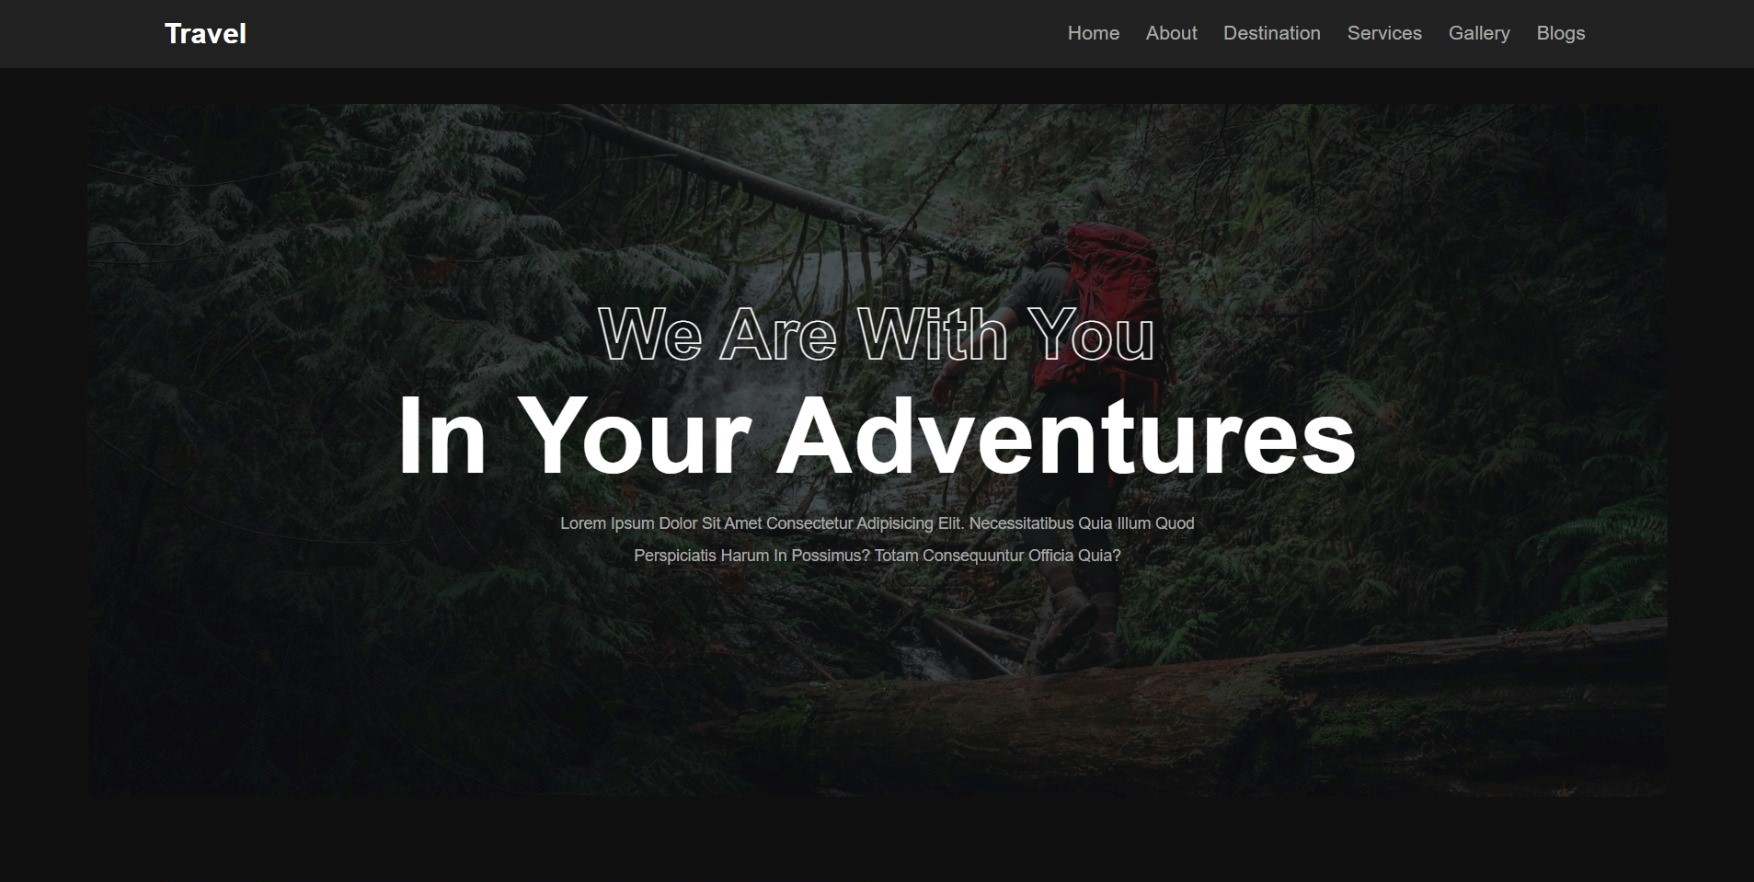 Travel
Home About Destination Services Gallery Blogs
We Are With You
In Your Adventures
Lorem Ipsum Dolor Sit Amet Consectetur Adipisicing Elit. Necessitatibus Quia Illum Quod
Perspiciatis Harum In Possimus? Totam Consequuntur Officia Quia?